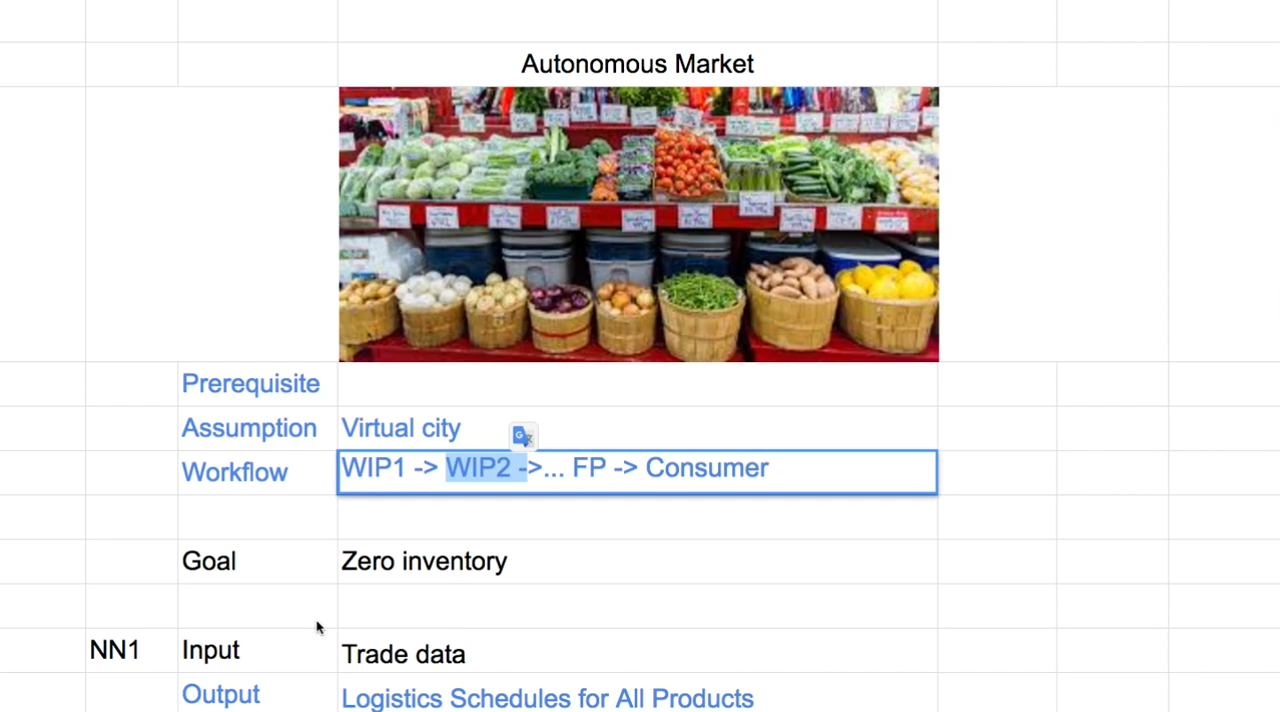 Autonomous Market
Prerequisite
Assumption Virtual city
Workflow WIP1 -> WIP2 ->... FP -> Consumer
Goal Zero inventory
NN1 Input Trade data
Output Logistics Schedules for All Products